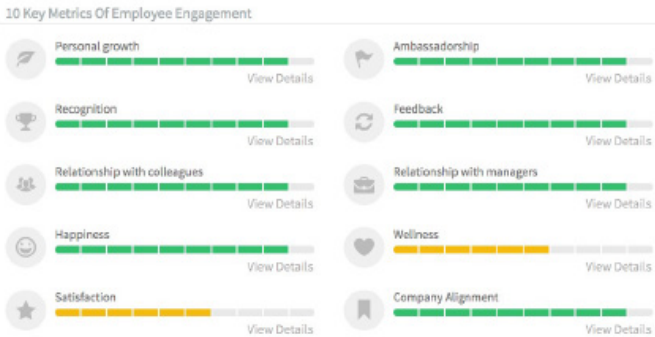 10 Key Metrics Of Employee Engagement
Personal growth
View Details
Ambassadorship
View Details
Recognition
View Details
Feedback
View Details
Relationship with colleagues
View Details
Relationship with managers
View Details
Happiness
View Details
Wellness
View Details
Satisfaction
View Details
Company Alignment
View Details